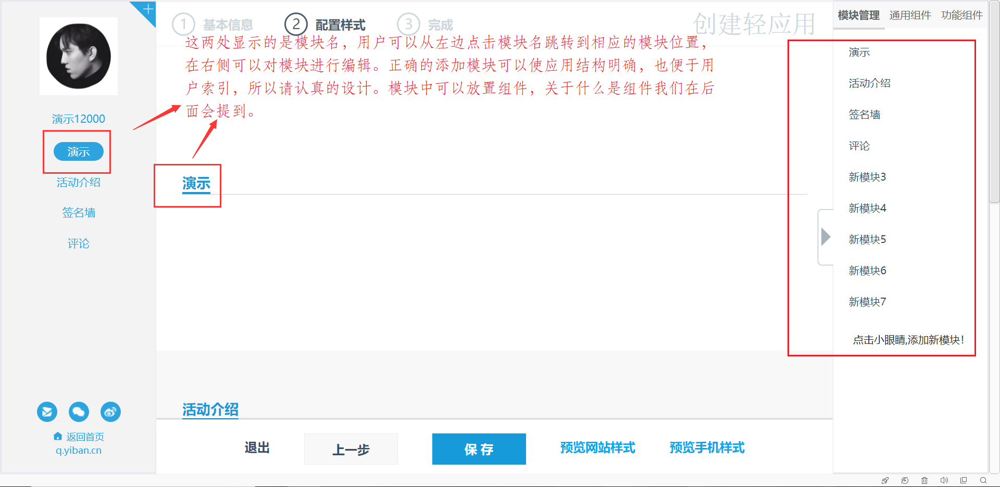 演示12000
演示
活动介绍
签名墙
评论
返回首页
q.yiban.cn
1 基本信息
2 配置样式
3 完成
创建轻应用
这两处显示的是模块名，用户可以从左边点击模块名跳转到相应的模块位置，
在右侧可以对模块进行编辑。正确的添加模块可以使应用结构明确，也便于用
户索引，所以请认真的设计。模块中可以放置组件，关于什么是组件我们在后
面会提到。
演示
活动介绍
退出
上一步
保 存
预览网站样式
预览手机样式
模块管理 通用组件 功能组件
演示
活动介绍
签名墙
评论
新模块3
新模块4
新模块5
新模块6
新模块7
点击小眼睛,添加新模块！